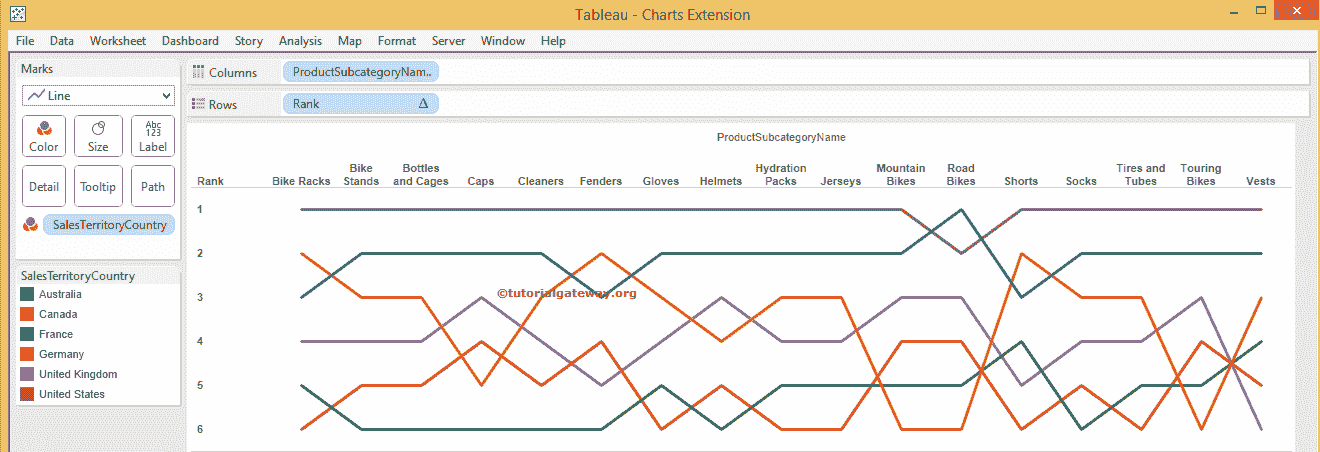 Tableau - Charts Extension
File Data Worksheet Dashboard Story Analysis Map Format Server Window Help
Marks
Line
Color
Size
Abc
123
Label
Detail
Tooltip
Path
SalesTerritoryCountry
SalesTerritoryCountry
Australia
Canada
France
Germany
United Kingdom
United States
Columns ProductSubcategoryNam..
Rows Rank Δ
ProductSubcategoryName
Rank
Bike Racks
Bike
Stands
Bottles
and Cages
Caps
Cleaners
Fenders
Gloves
Helmets
Hydration
Packs
Jerseys
Mountain
Bikes
Road
Bikes
Shorts
Socks
Tires and
Tubes
Touring
Bikes
Vests
1
2
3
©tutorialgateway.org
4
5
6